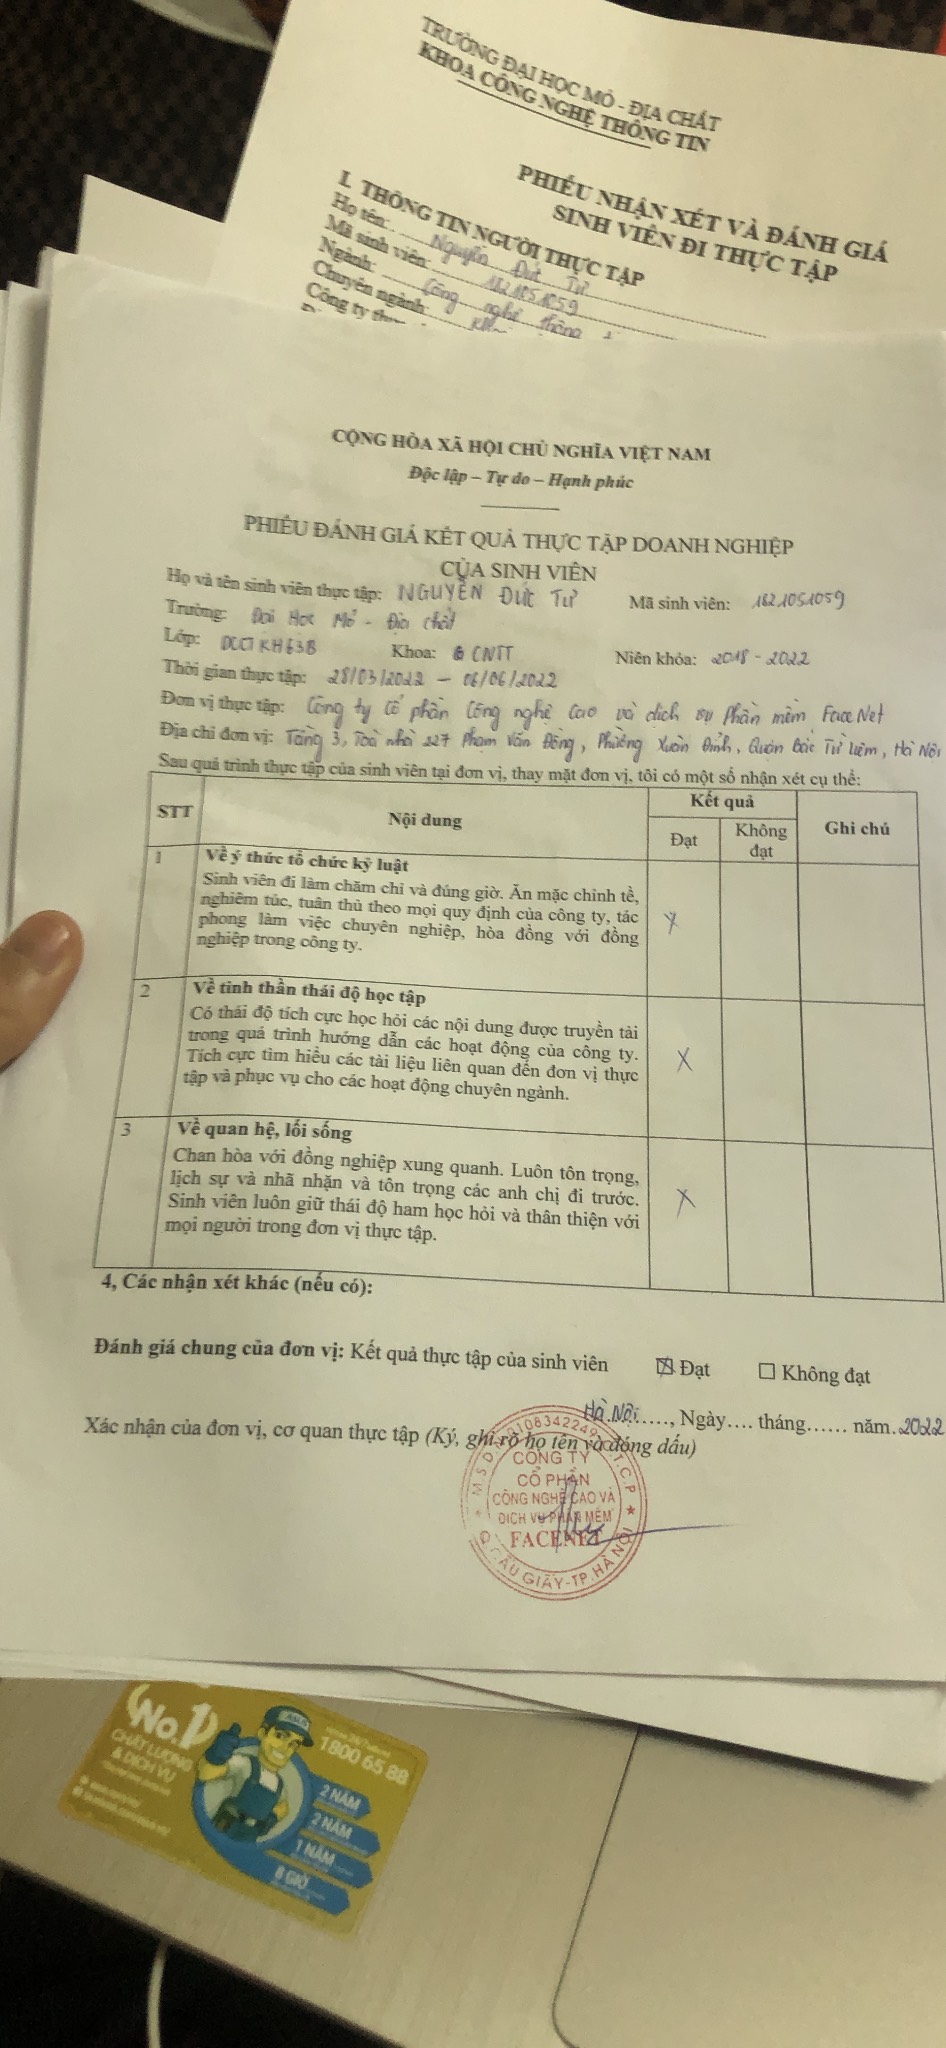 TRƯỜNG ĐẠI HỌC MỎ - ĐỊA CHẤT
KHOA CÔNG NGHỆ THÔNG TIN
PHIẾU NHẬN XÉT VÀ ĐÁNH GIÁ
SINH VIÊN ĐI THỰC TẬP
I. THÔNG TIN NGƯỜI THỰC TẬP
Họ tên: Nguyễn Đức Tư
Mã sinh viên: 1821051059
Ngành: Công nghệ thông
Chuyên ngành:
Công ty
CỘNG HÒA XÃ HỘI CHỦ NGHĨA VIỆT NAM
Độc lập – Tự do – Hạnh phúc
PHIẾU ĐÁNH GIÁ KẾT QUẢ THỰC TẬP DOANH NGHIỆP
CỦA SINH VIÊN
Họ và tên sinh viên thực tập: NGUYỄN ĐỨC TƯ Mã sinh viên: 1821051059
Trường: Đại Học Mỏ - Địa chất
Lớp: DCCTKH63B Khoa: CNTT Niên khóa: 2018 - 2022
Thời gian thực tập: 28/03/2022 — 06/06/2022
Đơn vị thực tập: Công ty Cổ phần Công nghệ Cao và dịch vụ Phần mềm FaceNet
Địa chỉ đơn vị: Tầng 3, Toà nhà 227 Phạm Văn Đồng, Phường Xuân Đỉnh, Quận Bắc Từ Liêm, Hà Nội
Sau quá trình thực tập của sinh viên tại đơn vị, thay mặt đơn vị, tôi có một số nhận xét cụ thể:
STT Nội dung Kết quả Ghi chú
Đạt Không đạt
1 Về ý thức tổ chức kỷ luật
Sinh viên đi làm chăm chỉ và đúng giờ. Ăn mặc chỉnh tề,
nghiêm túc, tuân thủ theo mọi quy định của công ty, tác
phong làm việc chuyên nghiệp, hòa đồng với đồng
nghiệp trong công ty. X
2 Về tinh thần thái độ học tập
Có thái độ tích cực học hỏi các nội dung được truyền tải
trong quá trình hướng dẫn các hoạt động của công ty.
Tích cực tìm hiểu các tài liệu liên quan đến đơn vị thực
tập và phục vụ cho các hoạt động chuyên ngành. X
3 Về quan hệ, lối sống
Chan hòa với đồng nghiệp xung quanh. Luôn tôn trọng,
lịch sự và nhã nhặn và tôn trọng các anh chị đi trước.
Sinh viên luôn giữ thái độ ham học hỏi và thân thiện với
mọi người trong đơn vị thực tập. X
4, Các nhận xét khác (nếu có):
Đánh giá chung của đơn vị: Kết quả thực tập của sinh viên ☒ Đạt ☐ Không đạt
Hà Nội......, Ngày.... tháng...... năm.2022
Xác nhận của đơn vị, cơ quan thực tập (Ký, ghi rõ họ tên và đóng dấu)
CÔNG TY
CỔ PHẦN
CÔNG NGHỆ CAO VÀ
DỊCH VỤ PHẦN MỀM
FACENET
Q.CẦU GIẤY-TP.HÀ NỘI
No.1
CHẤT LƯỢNG
& DỊCH VỤ
ASUS
1800 65 88
2 NĂM
2 NĂM
1 NĂM
8 GIỜ